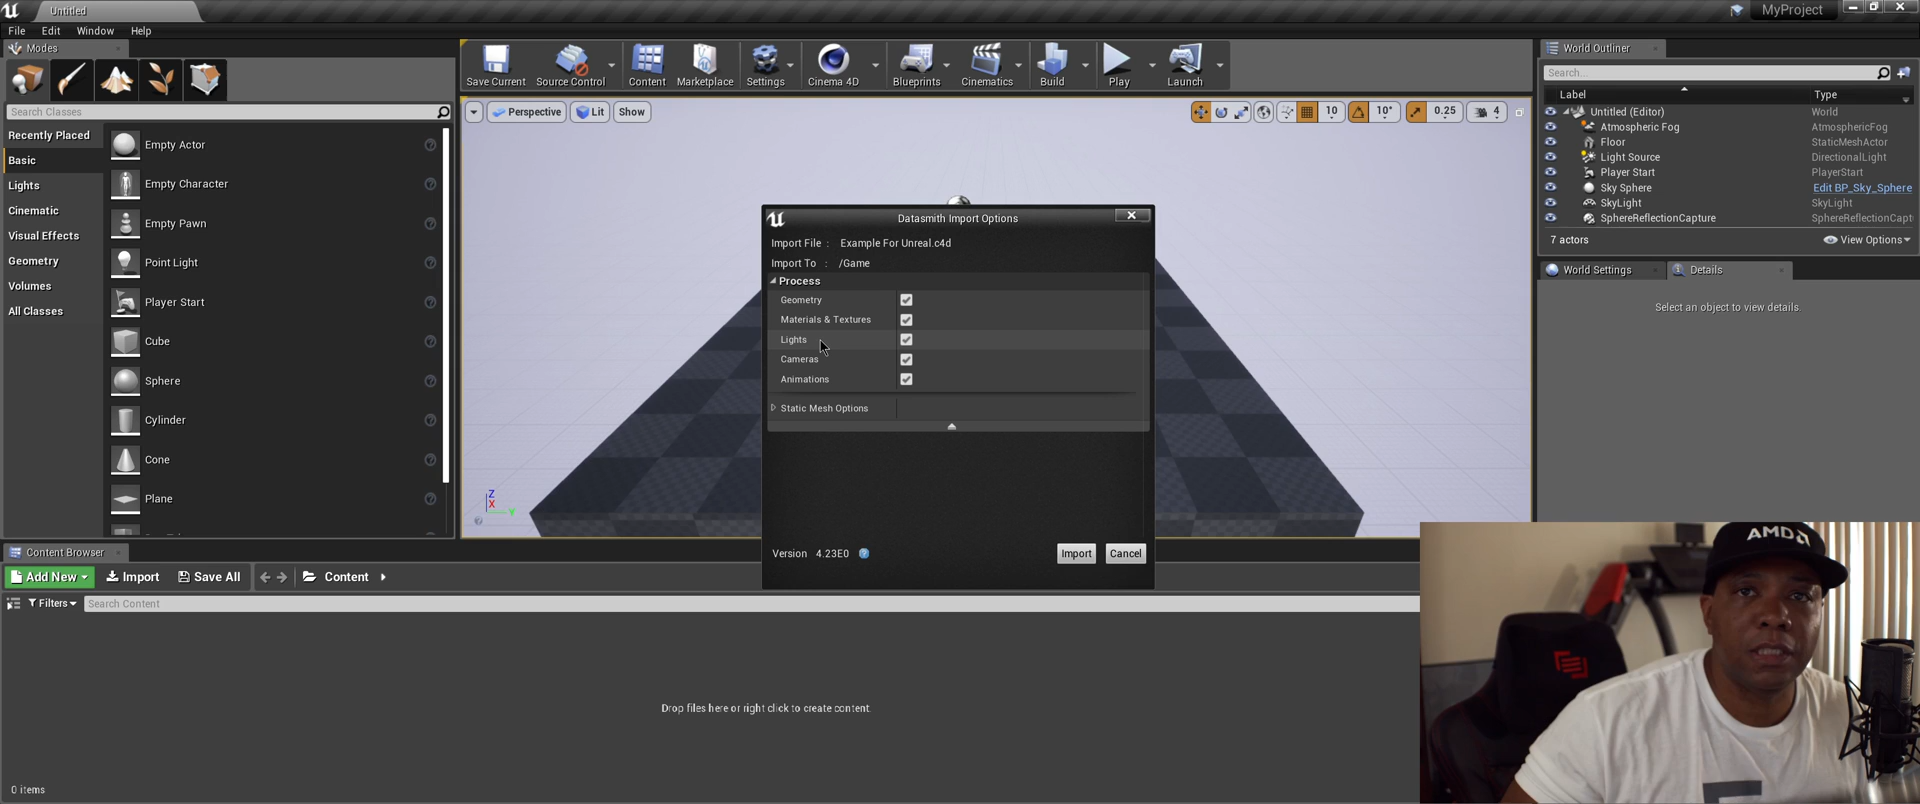 Untitled
MyProject
File Edit Window Help
Modes
Search Classes
Recently Placed
Basic
Lights
Cinematic
Visual Effects
Geometry
Volumes
All Classes
Empty Actor
Empty Character
Empty Pawn
Point Light
Player Start
Cube
Sphere
Cylinder
Cone
Plane
Save Current Source Control Content Marketplace Settings Cinema 4D Blueprints Cinematics Build Play Launch
Perspective Lit Show 10 10° 0.25 4
Z
X
Y
Datasmith Import Options
Import File : Example For Unreal.c4d
Import To : /Game
Process
Geometry
Materials & Textures
Lights
Cameras
Animations
Static Mesh Options
Version 4.23E0
Import Cancel
World Outliner
Search...
Label Type
Untitled (Editor) World
Atmospheric Fog AtmosphericFog
Floor StaticMeshActor
Light Source DirectionalLight
Player Start PlayerStart
Sky Sphere Edit BP_Sky_Sphere
SkyLight SkyLight
SphereReflectionCapture SphereReflectionCapt
7 actors View Options
World Settings Details
Select an object to view details.
Content Browser
Add New Import Save All Content
Filters Search Content
Drop files here or right click to create content.
0 items
AMD